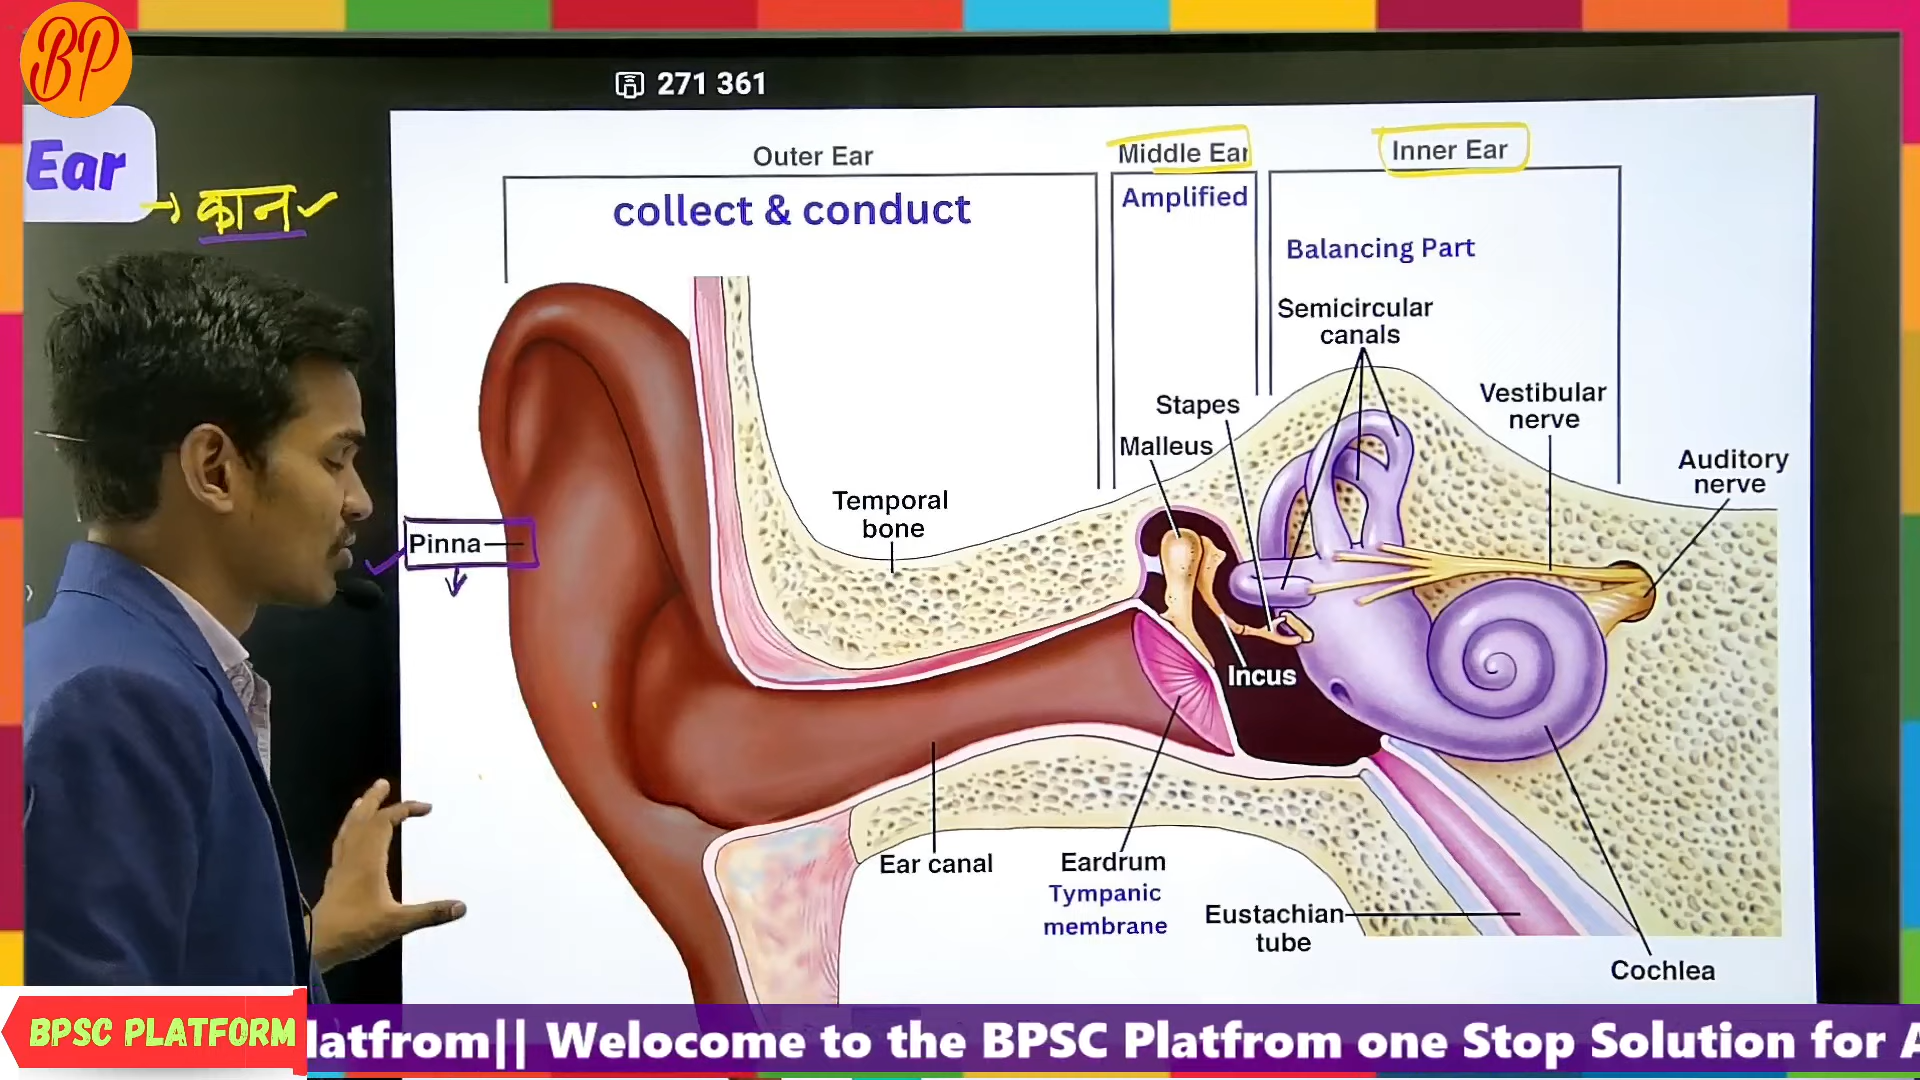 BP
271 361
Ear
→ कान ✓
Outer Ear
Middle Ear
Inner Ear
collect & conduct
Amplified
Balancing Part
Semicircular
canals
Stapes
Malleus
Vestibular
nerve
Auditory
nerve
Temporal
bone
Pinna
Incus
Ear canal
Eardrum
Tympanic
membrane
Eustachian
tube
Cochlea
BPSC PLATFORM
latfrom|| Welocome to the BPSC Platfrom one Stop Solution for A